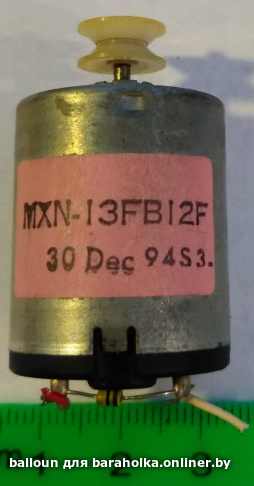 MXN-13FB12F
30 Dec 94S3.
1 2 3
balloun для baraholka.onliner.by